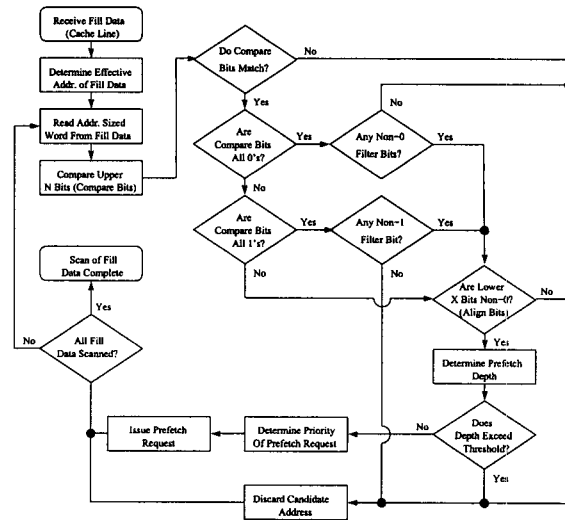 Receive Fill Data
(Cache Line)
Determine Effective
Addr. of Fill Data
Read Addr. Sized
Word From Fill Data
Compare Upper
N Bits (Compare Bits)
Do Compare
Bits Match?
No
Yes
No
Are
Compare Bits
All 0's?
Yes
Any Non-0
Filter Bits?
Yes
No
Are
Compare Bits
All 1's?
Yes
Any Non-1
Filter Bit?
Yes
No
No
Scan of Fill
Data Complete
Yes
No
All Fill
Data Scanned?
Are Lower
X Bits Non-0?
(Align Bits)
No
Yes
Determine Prefetch
Depth
Issue Prefetch
Request
Determine Priority
Of Prefetch Request
No
Does
Depth Exceed
Threshold?
Yes
Discard Candidate
Address